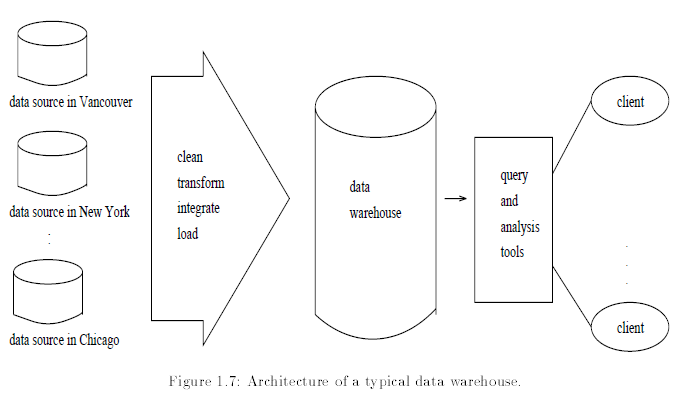 data source in Vancouver
data source in New York
data source in Chicago
clean
transform
integrate
load
data
warehouse
query
and
analysis
tools
client
client
Figure 1.7: Architecture of a typical data warehouse.